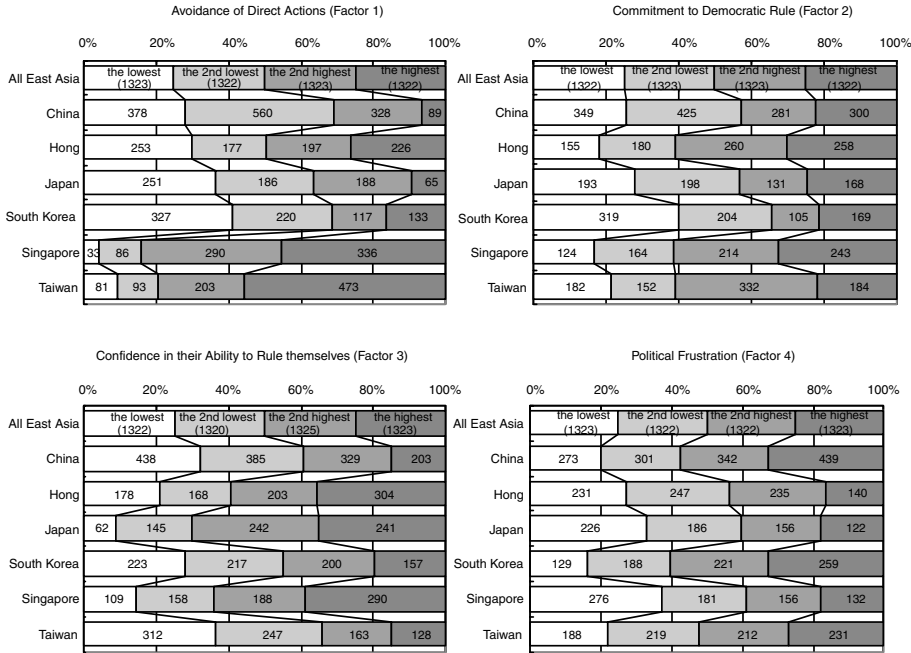 Avoidance of Direct Actions (Factor 1)
0% 20% 40% 60% 80% 100%
All East Asia the lowest (1323) the 2nd lowest (1322) the 2nd highest (1323) the highest (1322)
China 378 560 328 89
Hong 253 177 197 226
Japan 251 186 188 65
South Korea 327 220 117 133
Singapore 33 86 290 336
Taiwan 81 93 203 473
Commitment to Democratic Rule (Factor 2)
0% 20% 40% 60% 80% 100%
All East Asia the lowest (1322) the 2nd lowest (1323) the 2nd highest (1323) the highest (1322)
China 349 425 281 300
Hong 155 180 260 258
Japan 193 198 131 168
South Korea 319 204 105 169
Singapore 124 164 214 243
Taiwan 182 152 332 184
Confidence in their Ability to Rule themselves (Factor 3)
0% 20% 40% 60% 80% 100%
All East Asia the lowest (1322) the 2nd lowest (1320) the 2nd highest (1325) the highest (1323)
China 438 385 329 203
Hong 178 168 203 304
Japan 62 145 242 241
South Korea 223 217 200 157
Singapore 109 158 188 290
Taiwan 312 247 163 128
Political Frustration (Factor 4)
0% 20% 40% 60% 80% 100%
All East Asia the lowest (1323) the 2nd lowest (1322) the 2nd highest (1322) the highest (1323)
China 273 301 342 439
Hong 231 247 235 140
Japan 226 186 156 122
South Korea 129 188 221 259
Singapore 276 181 156 132
Taiwan 188 219 212 231